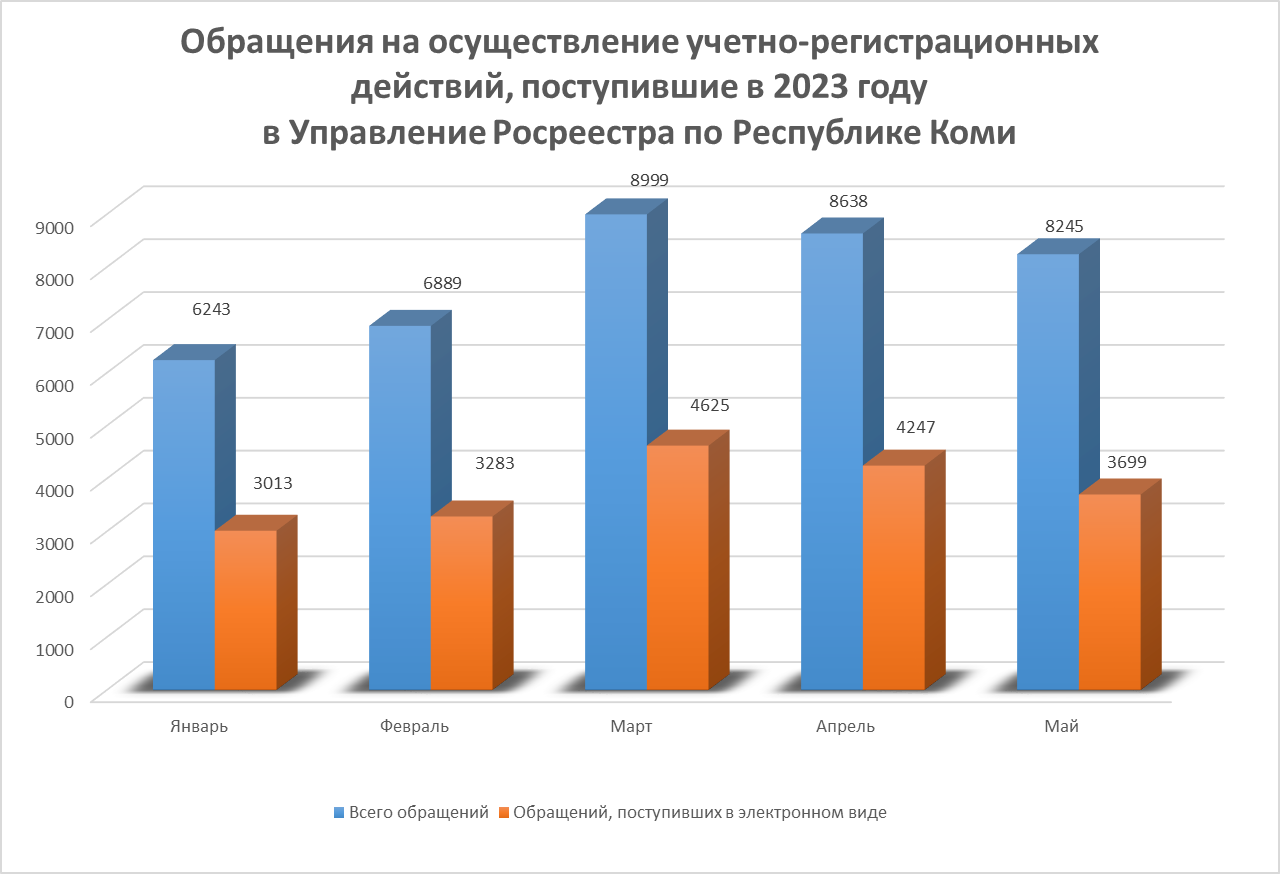 Обращения на осуществление учетно-регистрационных
действий, поступившие в 2023 году
в Управление Росреестра по Республике Коми
9000
8000
7000
6000
5000
4000
3000
2000
1000
0
6243
3013
6889
3283
8999
4625
8638
4247
8245
3699
Январь
Февраль
Март
Апрель
Май
Всего обращений
Обращений, поступивших в электронном виде